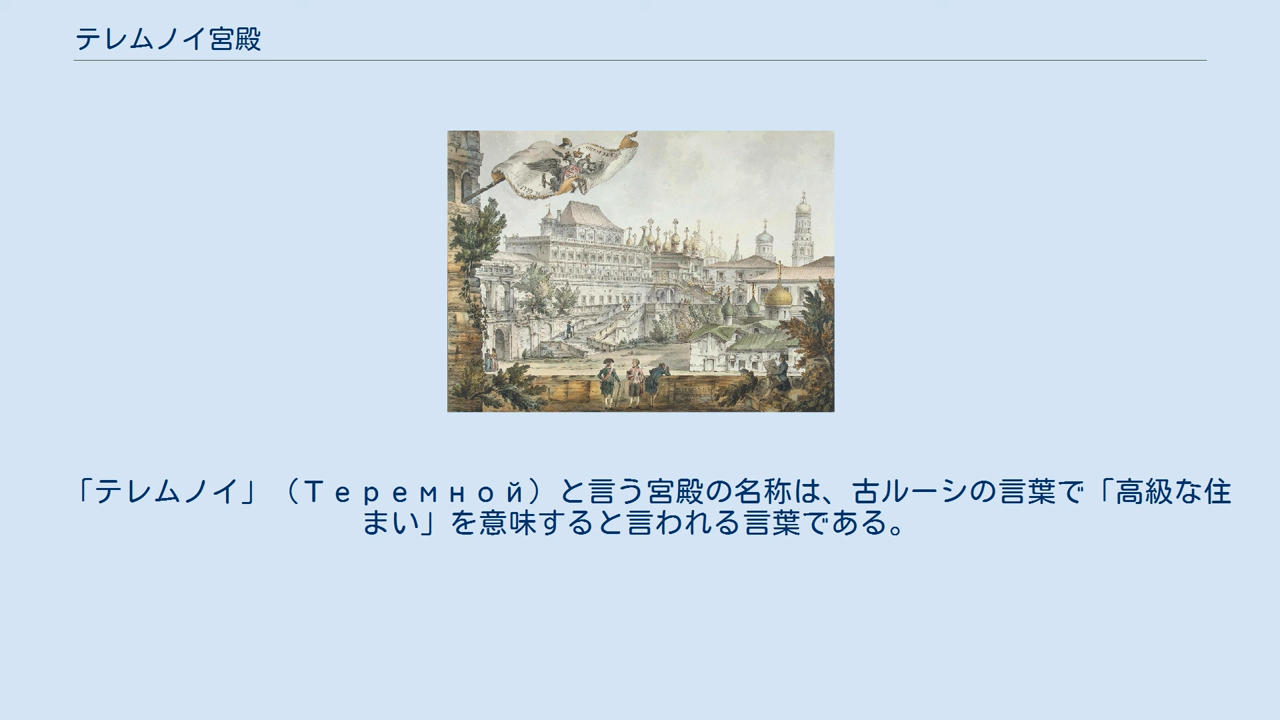 テレムノイ宮殿
「テレムノイ」（Теремной）と言う宮殿の名称は、古ルーシの言葉で「高級な住
まい」を意味すると言われる言葉である。